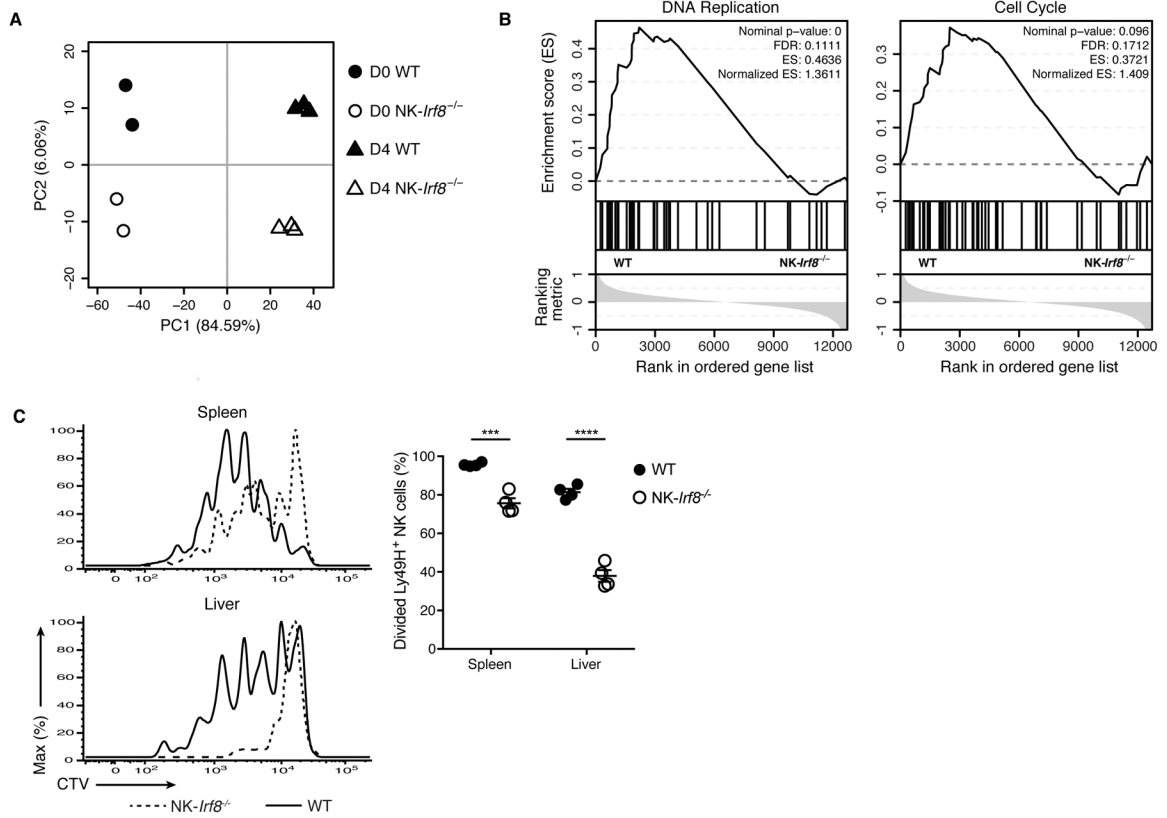 A
20
10
0
−10
−20
PC2 (6.06%)
−60 −40 −20 0 20 40
PC1 (84.59%)
D0 WT
D0 NK-Irf8−/−
D4 WT
D4 NK-Irf8−/−
B
DNA Replication
Nominal p-value: 0
FDR: 0.1111
ES: 0.4636
Normalized ES: 1.3611
Enrichment score (ES)
0.4
0.3
0.2
0.1
0.0
WT NK-Irf8−/−
Ranking metric
1
0
-1
0 3000 6000 9000 12000
Rank in ordered gene list
Cell Cycle
Nominal p-value: 0.096
FDR: 0.1712
ES: 0.3721
Normalized ES: 1.409
0.3
0.2
0.1
0.0
-0.1
WT NK-Irf8−/−
1
0
-1
0 3000 6000 9000 12000
Rank in ordered gene list
C
Spleen
100
80
60
40
20
0
0 10² 10³ 10⁴ 10⁵
Liver
100
80
60
40
20
0
0 10² 10³ 10⁴ 10⁵
Max (%)
CTV
NK-Irf8-/- WT
Divided Ly49H+ NK cells (%)
100
80
60
40
20
0
*** ****
Spleen Liver
WT
NK-Irf8-/-